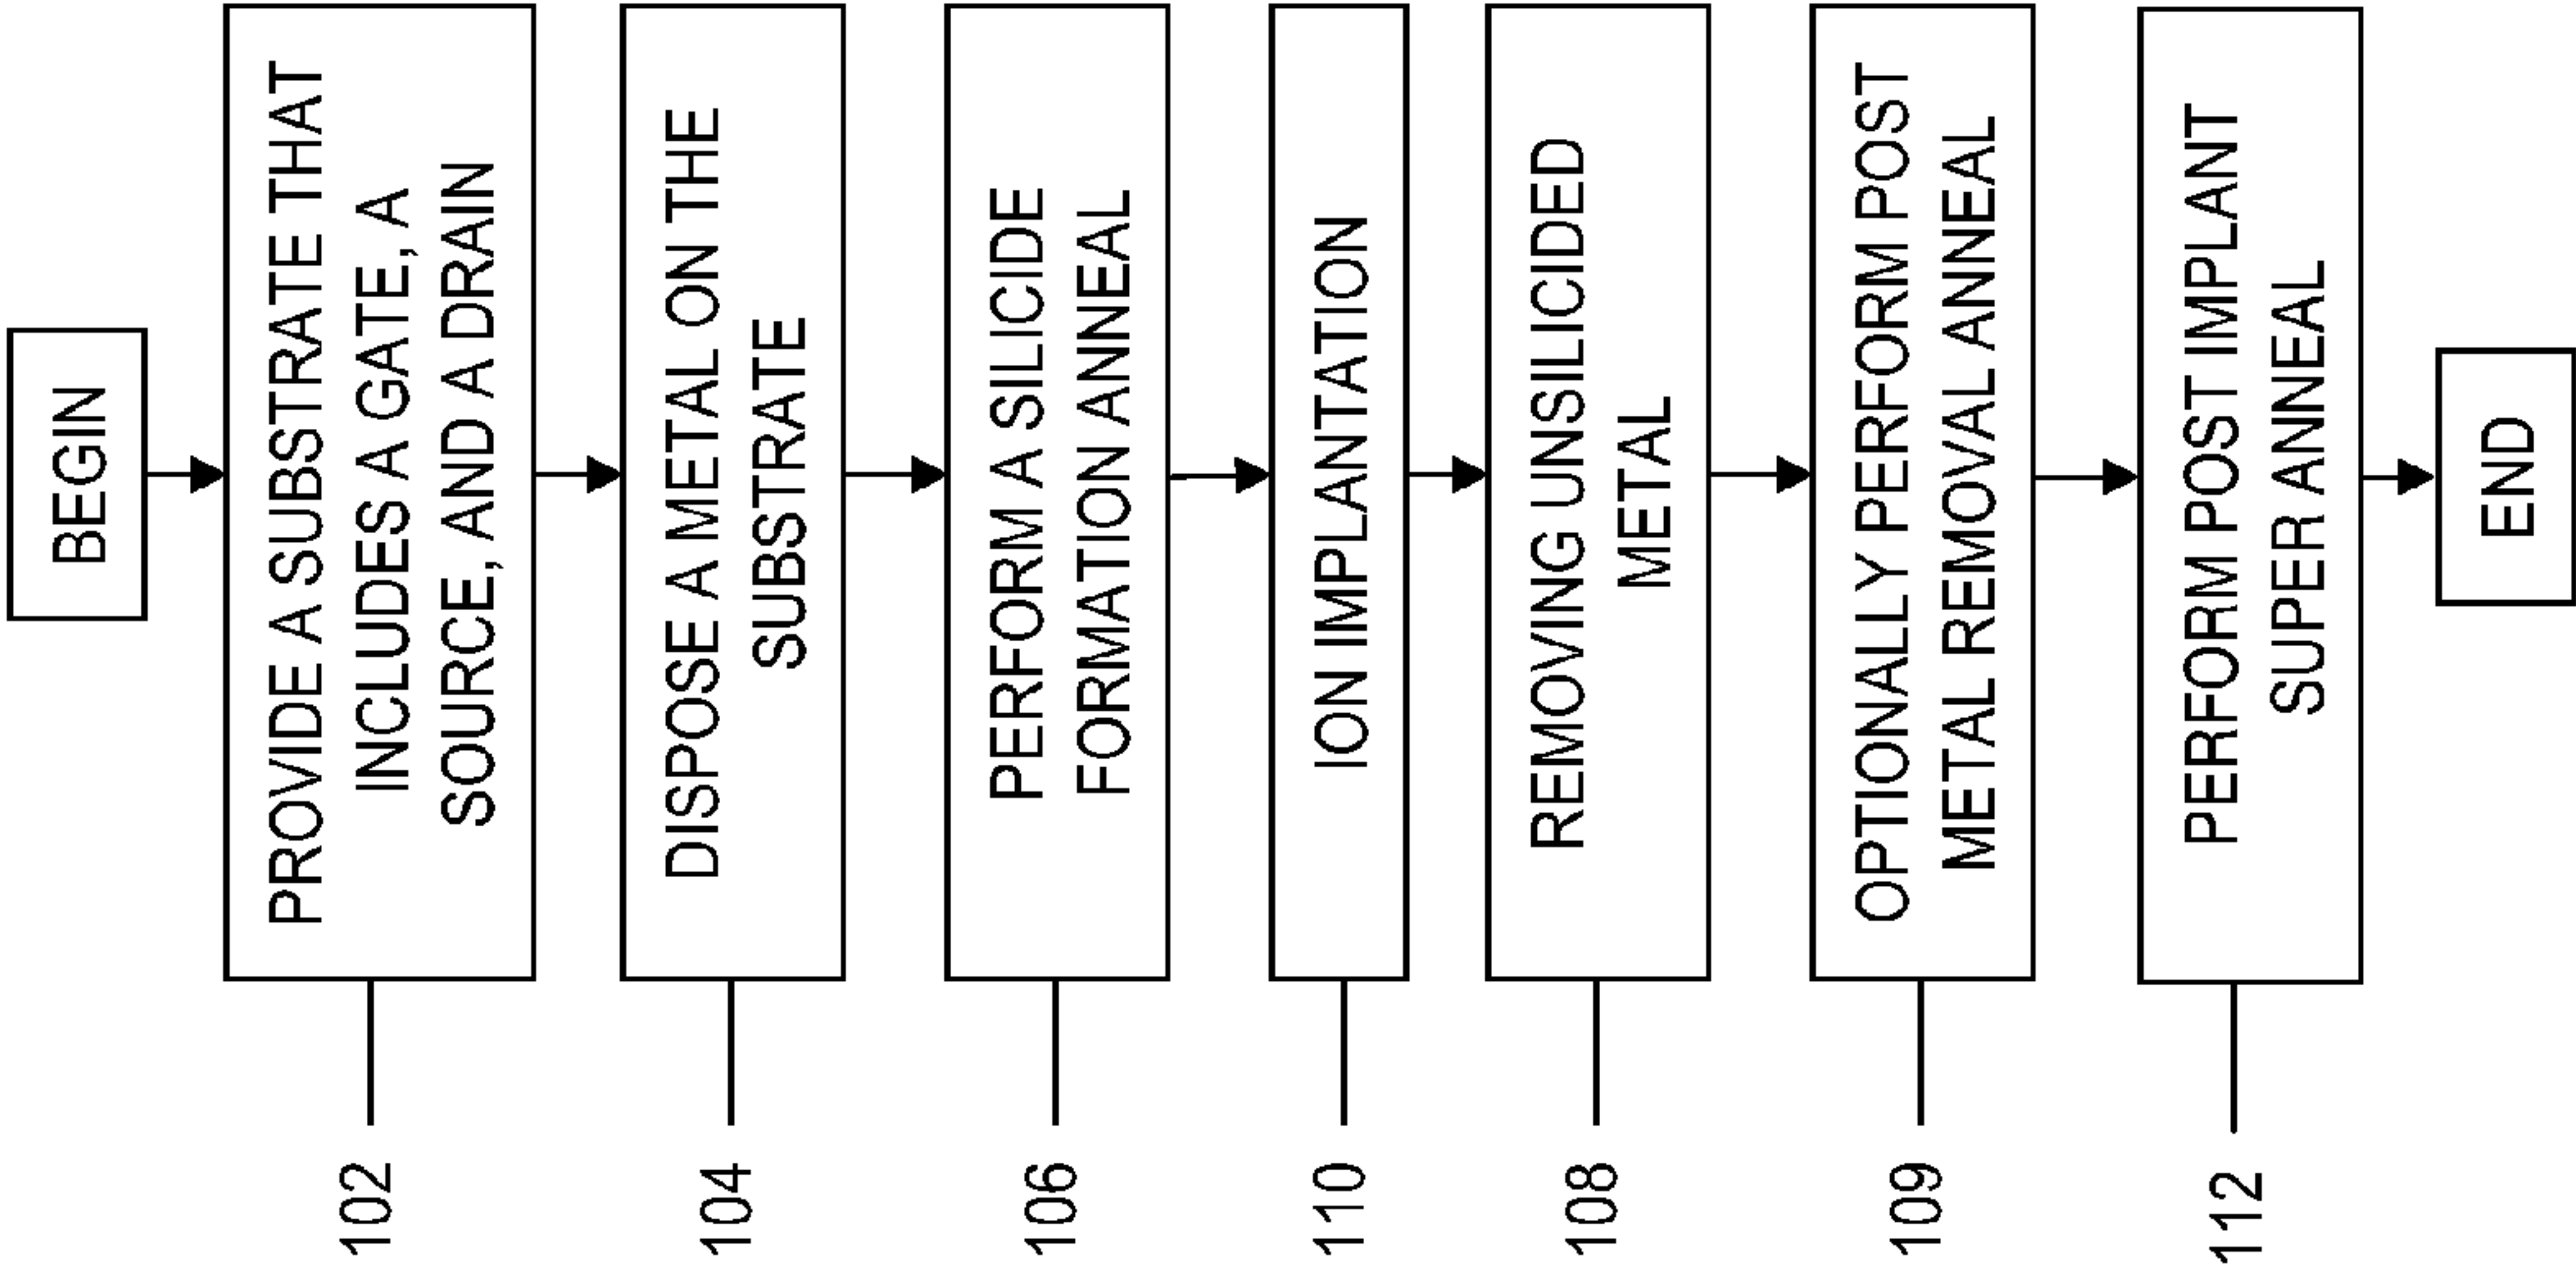 BEGIN
102
PROVIDE A SUBSTRATE THAT
INCLUDES A GATE, A
SOURCE, AND A DRAIN
104
DISPOSE A METAL ON THE
SUBSTRATE
106
PERFORM A SILICIDE
FORMATION ANNEAL
110
ION IMPLANTATION
108
REMOVING UNSILICIDED
METAL
109
OPTIONALLY PERFORM POST
METAL REMOVAL ANNEAL
112
PERFORM POST IMPLANT
SUPER ANNEAL
END